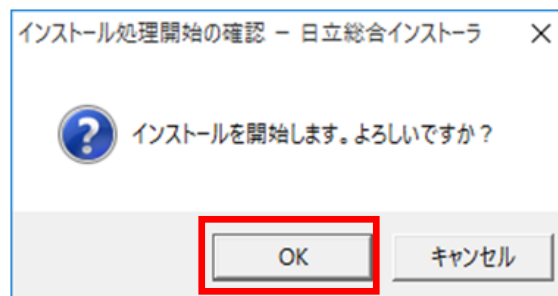 インストール処理開始の確認 － 日立総合インストーラ
インストールを開始します。よろしいですか？
OK
キャンセル